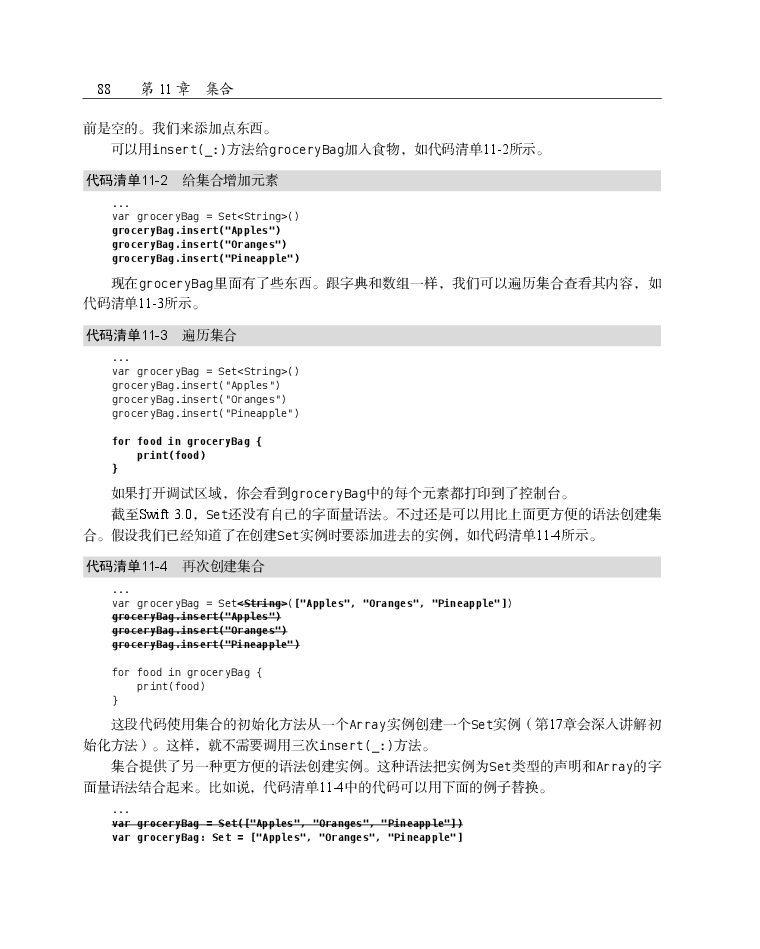 88 第 11 章 集合
前是空的。我们来添加点东西。
可以用insert(_:)方法给groceryBag加入食物，如代码清单11-2所示。
代码清单11-2 给集合增加元素
...
var groceryBag = Set<String>()
groceryBag.insert("Apples")
groceryBag.insert("Oranges")
groceryBag.insert("Pineapple")
现在groceryBag里面有了些东西。跟字典和数组一样，我们可以遍历集合查看其内容，如
代码清单11-3所示。
代码清单11-3 遍历集合
...
var groceryBag = Set<String>()
groceryBag.insert("Apples")
groceryBag.insert("Oranges")
groceryBag.insert("Pineapple")
for food in groceryBag {
    print(food)
}
如果打开调试区域，你会看到groceryBag中的每个元素都打印到了控制台。
截至Swift 3.0，Set还没有自己的字面量语法。不过还是可以用比上面更方便的语法创建集
合。假设我们已经知道了在创建Set实例时要添加进去的实例，如代码清单11-4所示。
代码清单11-4 再次创建集合
...
var groceryBag = Set<String>(["Apples", "Oranges", "Pineapple"])
groceryBag.insert("Apples")
groceryBag.insert("Oranges")
groceryBag.insert("Pineapple")
for food in groceryBag {
    print(food)
}
这段代码使用集合的初始化方法从一个Array实例创建一个Set实例（第17章会深入讲解初
始化方法）。这样，就不需要调用三次insert(_:)方法。
集合提供了另一种更方便的语法创建实例。这种语法把实例为Set类型的声明和Array的字
面量语法结合起来。比如说，代码清单11-4中的代码可以用下面的例子替换。
...
var groceryBag = Set(["Apples", "Oranges", "Pineapple"])
var groceryBag: Set = ["Apples", "Oranges", "Pineapple"]